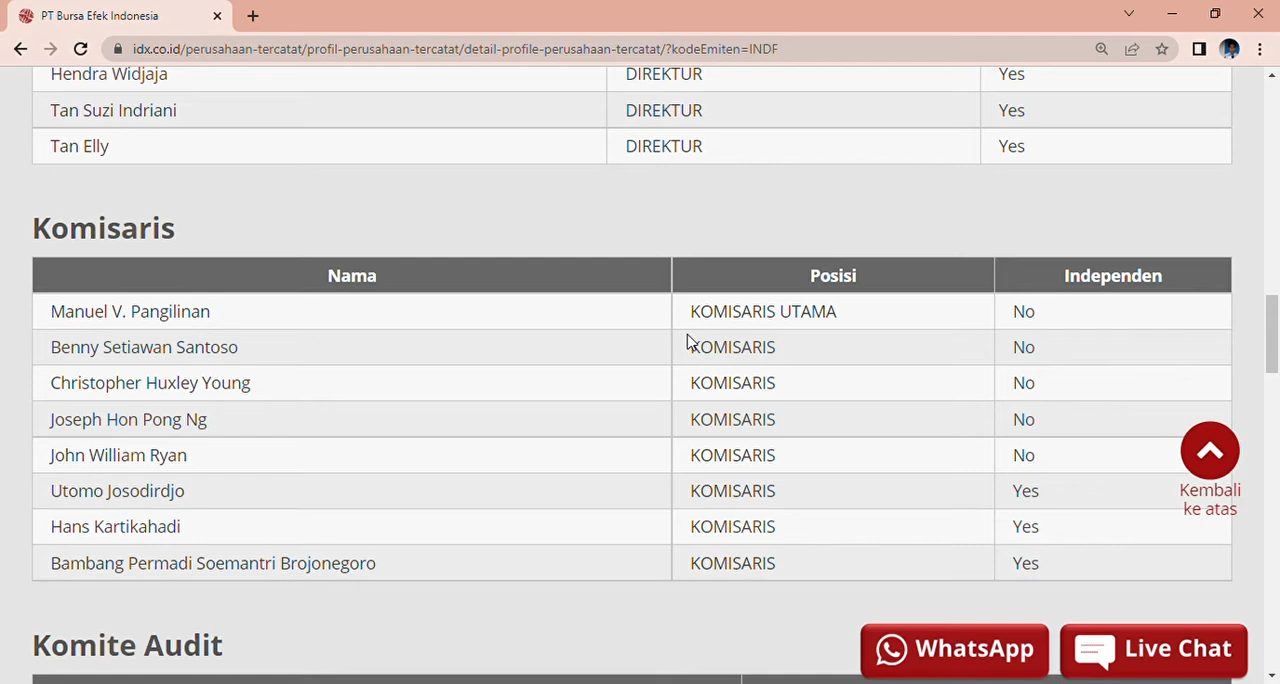 PT Bursa Efek Indonesia
idx.co.id/perusahaan-tercatat/profil-perusahaan-tercatat/detail-profile-perusahaan-tercatat/?kodeEmiten=INDF
Hendra Widjaja DIREKTUR Yes
Tan Suzi Indriani DIREKTUR Yes
Tan Elly DIREKTUR Yes
Komisaris
Nama Posisi Independen
Manuel V. Pangilinan KOMISARIS UTAMA No
Benny Setiawan Santoso KOMISARIS No
Christopher Huxley Young KOMISARIS No
Joseph Hon Pong Ng KOMISARIS No
John William Ryan KOMISARIS No
Utomo Josodirdjo KOMISARIS Yes
Hans Kartikahadi KOMISARIS Yes
Bambang Permadi Soemantri Brojonegoro KOMISARIS Yes
Kembali
ke atas
Komite Audit
WhatsApp
Live Chat